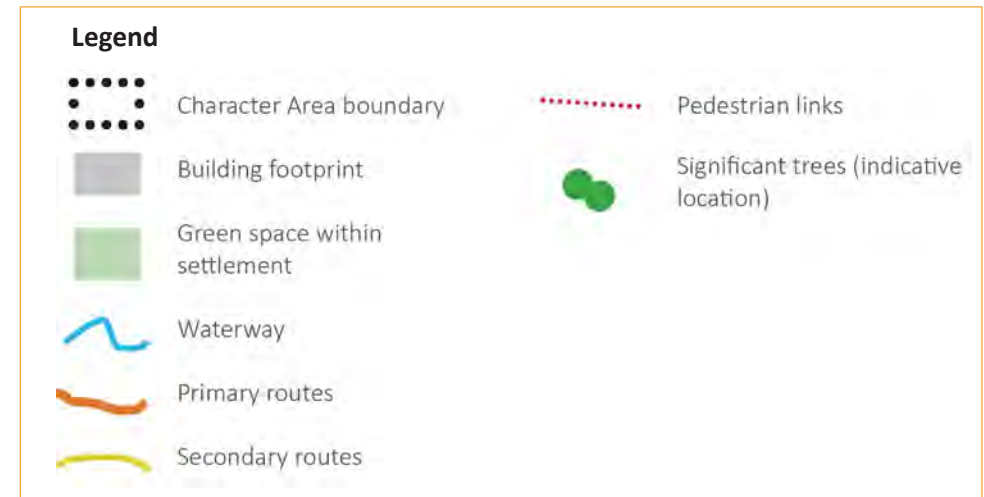 Legend
Character Area boundary
Building footprint
Green space within
settlement
Waterway
Primary routes
Secondary routes
Pedestrian links
Significant trees (indicative
location)